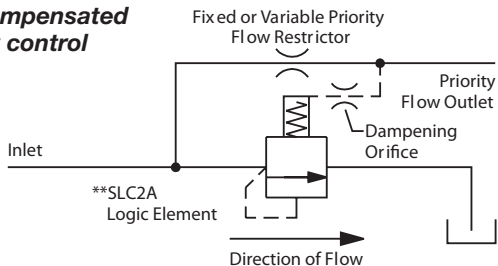 Fixed or Variable Priority
Flow Restrictor
control
Priority
Flow Outlet
Dampening
Orifice
Inlet
**SLC2A
Logic Element
Direction of Flow